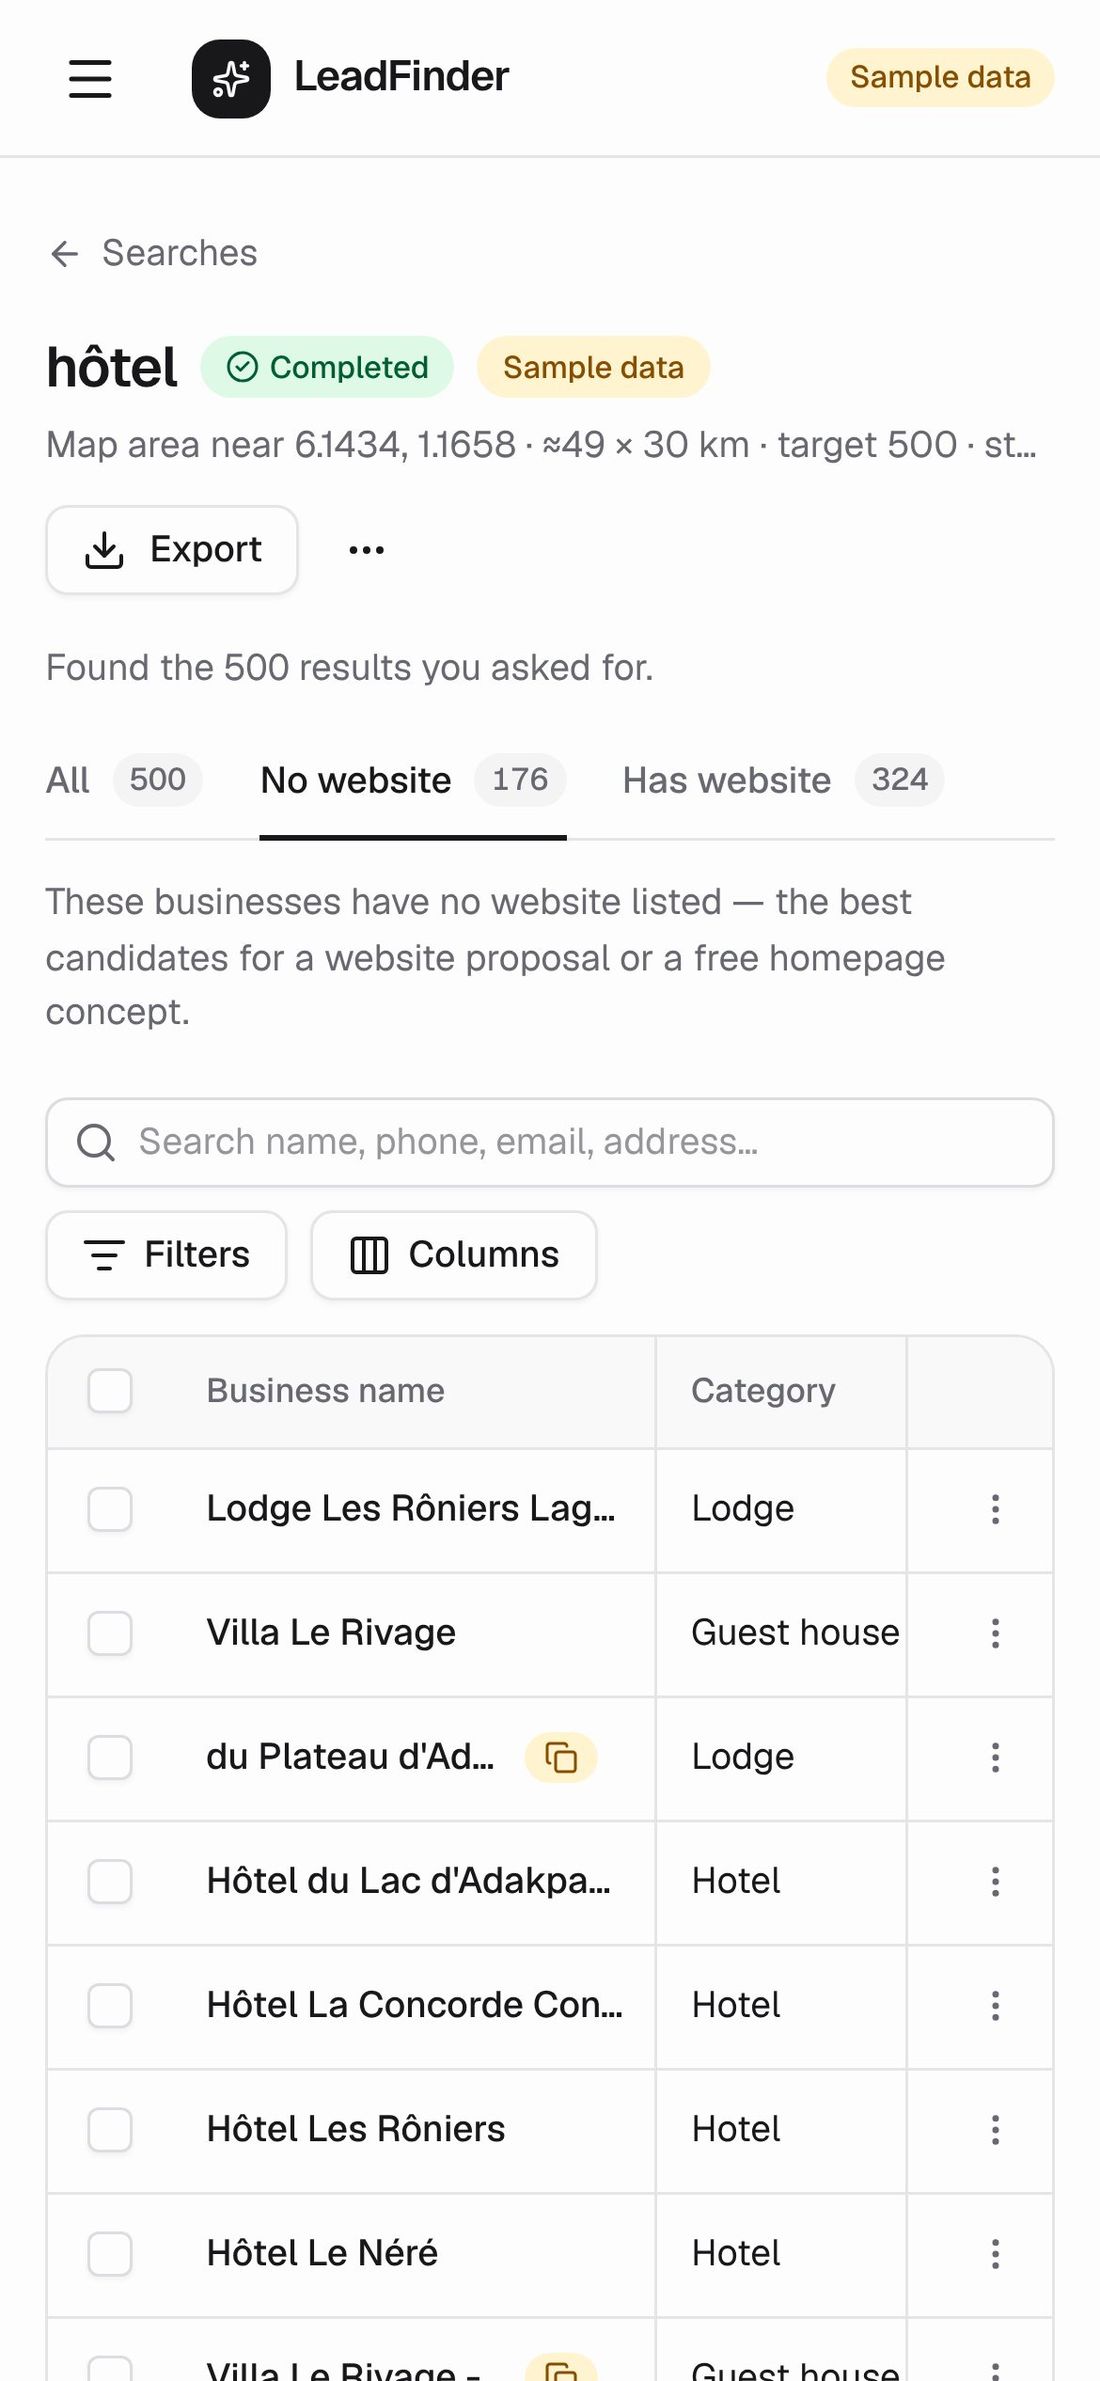 LeadFinder
Sample data
Searches
hôtel
Completed
Sample data
Map area near 6.1434, 1.1658 · ≈49 × 30 km · target 500 · st...
Export
Found the 500 results you asked for.
All 500
No website 176
Has website 324
These businesses have no website listed — the best
candidates for a website proposal or a free homepage
concept.
Search name, phone, email, address...
Filters
Columns
Business name
Category
Lodge Les Rôniers Lag...
Lodge
Villa Le Rivage
Guest house
du Plateau d'Ad...
Lodge
Hôtel du Lac d'Adakpa...
Hotel
Hôtel La Concorde Con...
Hotel
Hôtel Les Rôniers
Hotel
Hôtel Le Néré
Hotel
Villa Le Rivage -
Guest house